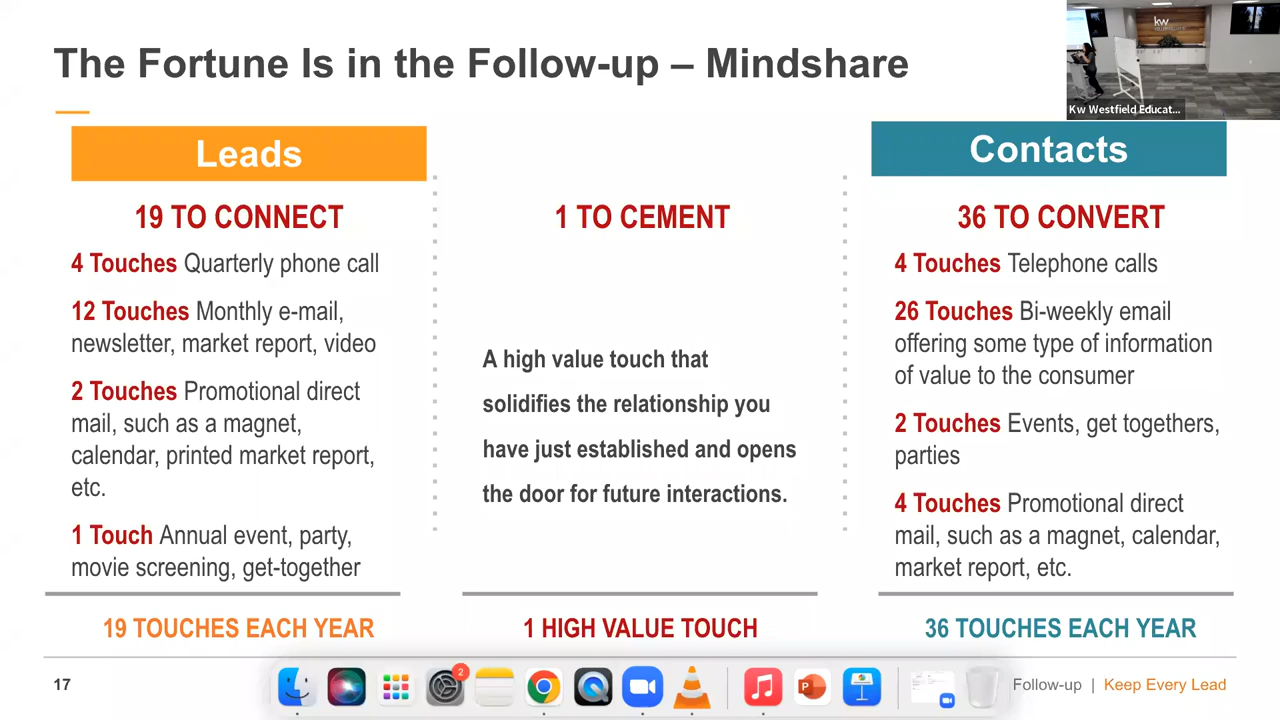 The Fortune Is in the Follow-up – Mindshare
kw
Kw Westfield Educat...
Leads
19 TO CONNECT
4 Touches Quarterly phone call
12 Touches Monthly e-mail,
newsletter, market report, video
2 Touches Promotional direct
mail, such as a magnet,
calendar, printed market report,
etc.
1 Touch Annual event, party,
movie screening, get-together
19 TOUCHES EACH YEAR
1 TO CEMENT
A high value touch that
solidifies the relationship you
have just established and opens
the door for future interactions.
1 HIGH VALUE TOUCH
Contacts
36 TO CONVERT
4 Touches Telephone calls
26 Touches Bi-weekly email
offering some type of information
of value to the consumer
2 Touches Events, get togethers,
parties
4 Touches Promotional direct
mail, such as a magnet, calendar,
market report, etc.
36 TOUCHES EACH YEAR
17
2
P
Follow-up | Keep Every Lead